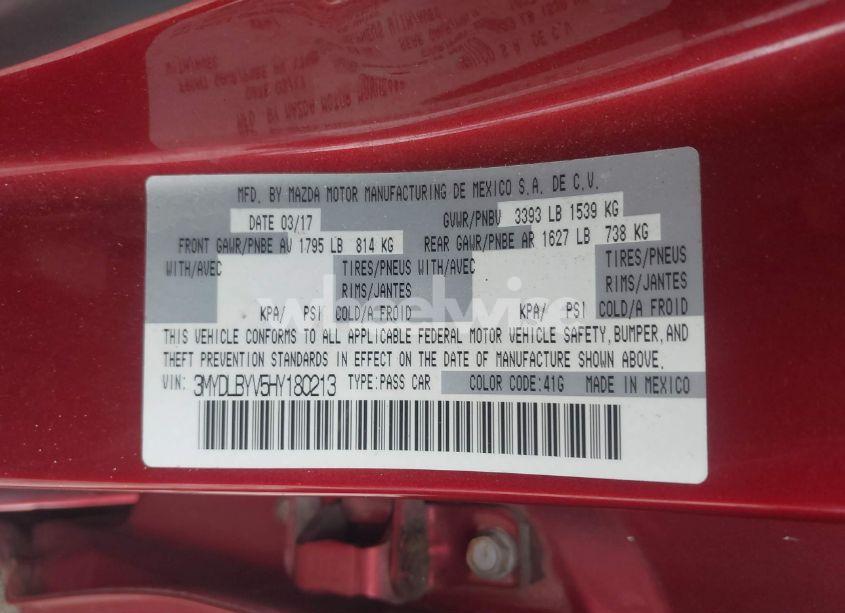 MFD. BY MAZDA MOTOR MANUFACTURING DE MEXICO S.A. DE C.V.
DATE 03/17 GVWR/PNBV 3393 LB 1539 KG
FRONT GAWR/PNBE AV 1795 LB 814 KG REAR GAWR/PNBE AR 1627 LB 738 KG
WITH/AVEC TIRES/PNEUS WITH/AVEC TIRES/PNEUS
RIMS/JANTES RIMS/JANTES
KPA/ PSI COLD/A FROID KPA/ PSI COLD/A FROID
THIS VEHICLE CONFORMS TO ALL APPLICABLE FEDERAL MOTOR VEHICLE SAFETY, BUMPER, AND
THEFT PREVENTION STANDARDS IN EFFECT ON THE DATE OF MANUFACTURE SHOWN ABOVE.
VIN: 3MYDLBYV5HY180213 TYPE: PASS CAR COLOR CODE: 41G MADE IN MEXICO